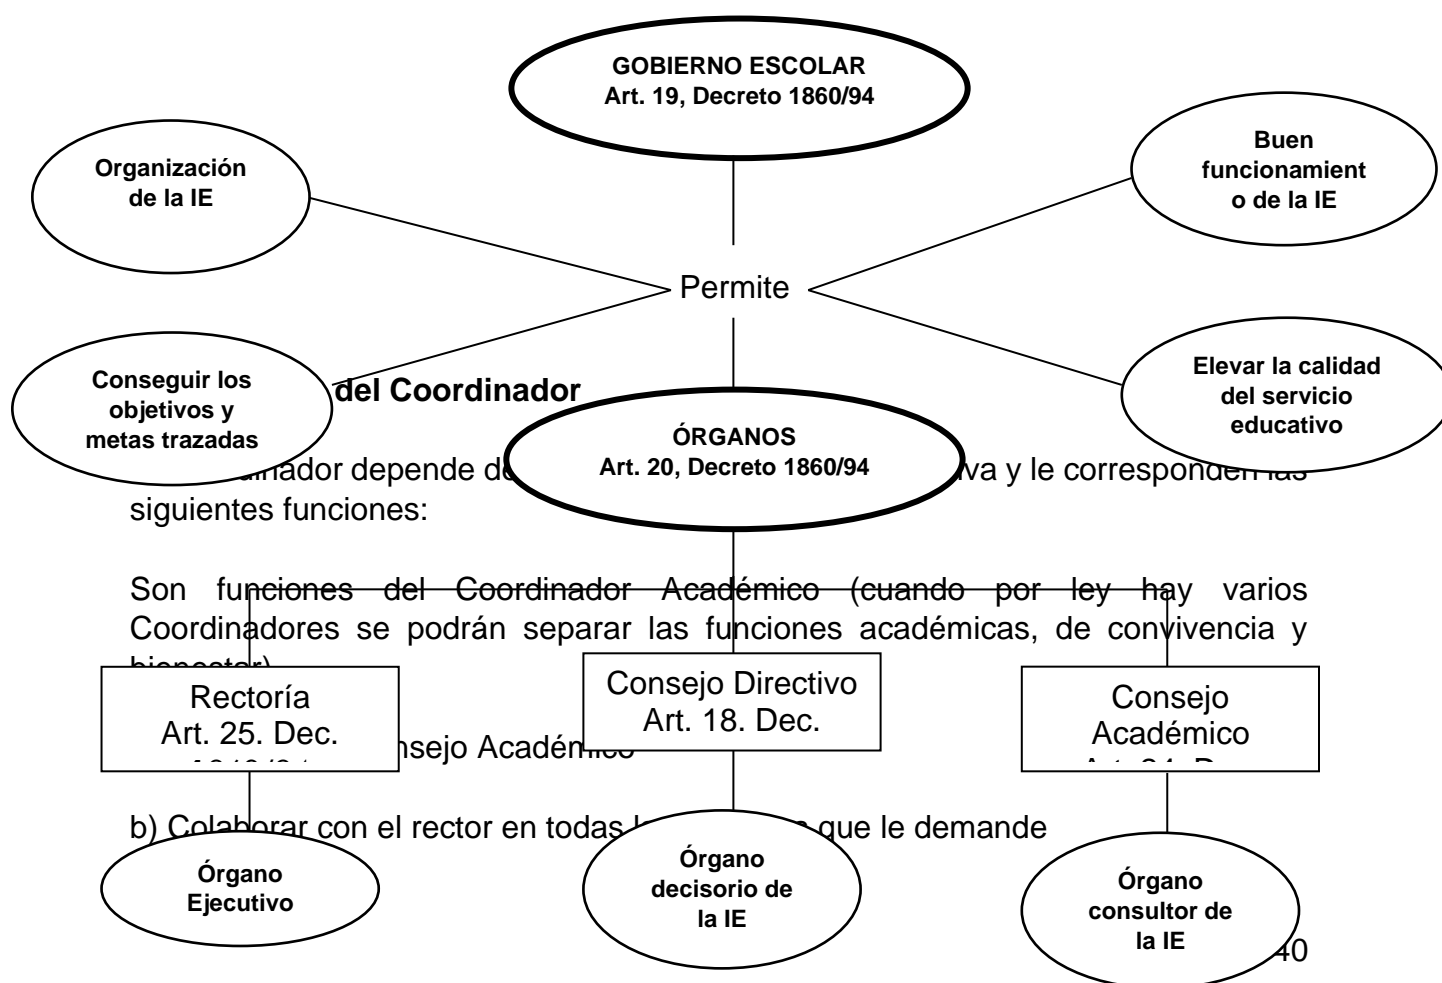 GOBIERNO ESCOLAR
Art. 19, Decreto 1860/94
Organización
de la IE
Buen
funcionamient
o de la IE
Permite
Conseguir los
objetivos y
metas trazadas
Elevar la calidad
del servicio
educativo
del Coordinador
ÓRGANOS
Art. 20, Decreto 1860/94
depende y le corresponden las
siguientes funciones:
Son funciones del Coordinador Académico (cuando por ley hay varios
Coordinadores se podrán separar las funciones académicas, de convivencia y
bienestar)
Rectoría
Art. 25. Dec.
Consejo Directivo
Art. 18. Dec.
Consejo
Académico
Académico
b) Colaborar con el rector en todas que le demande
Órgano
Ejecutivo
Órgano
decisorio de
la IE
Órgano
consultor de
la IE
40